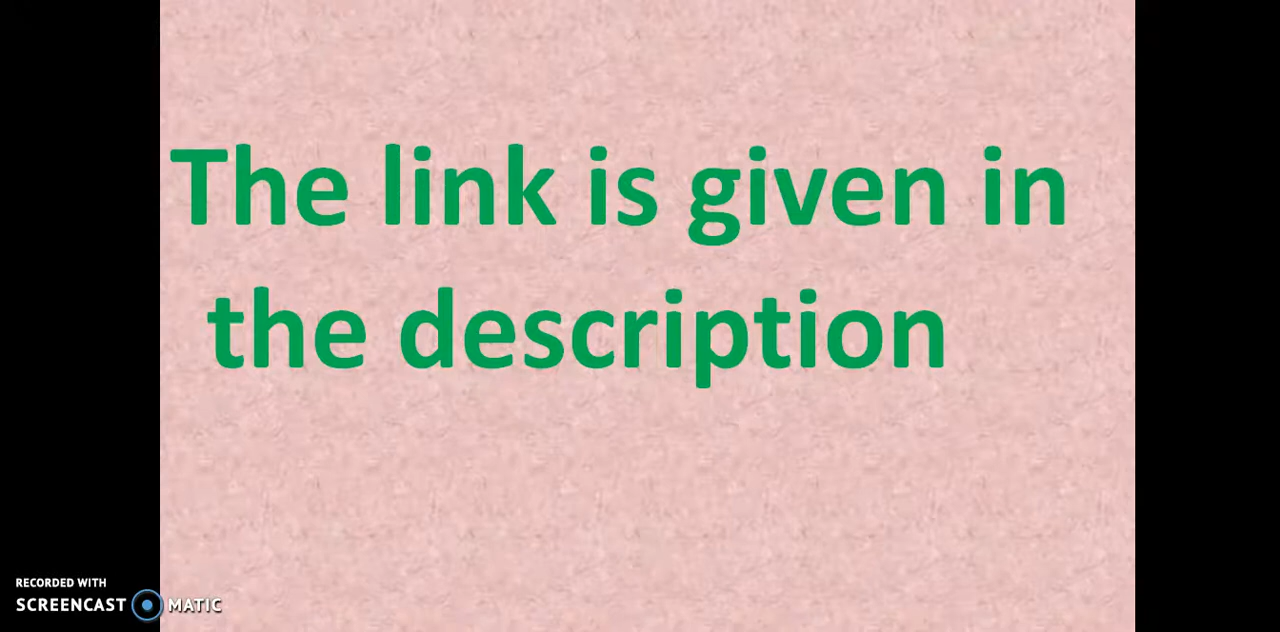 The link is given in
the description
RECORDED WITH
SCREENCAST MATIC